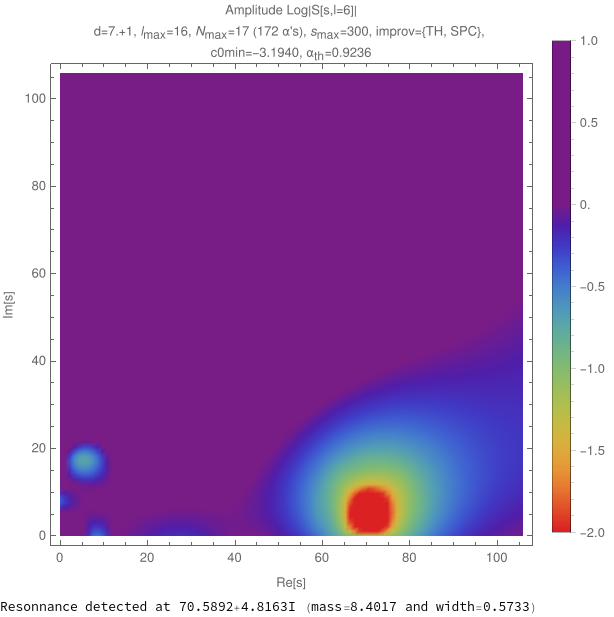 Amplitude Log|S[s,l=6]|
d=7.+1, lmax=16, Nmax=17 (172 α's), smax=300, improv={TH, SPC},
c0min=-3.1940, αth=0.9236
1.0
0.5
0.
-0.5
-1.0
-1.5
-2.0
100
80
60
40
20
0
Im[s]
0 20 40 60 80 100
Re[s]
Resonnance detected at 70.5892+4.8163I (mass=8.4017 and width=0.5733)